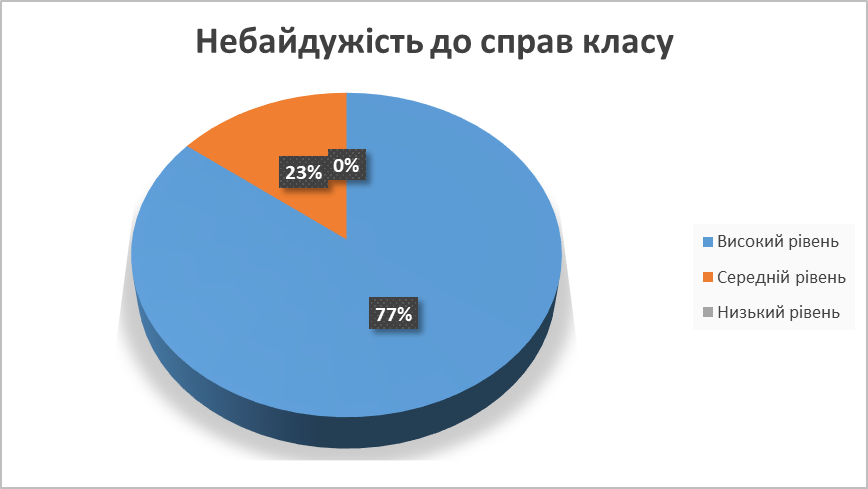 Небайдужість до справ класу
23%
0%
77%
Високий рівень
Середній рівень
Низький рівень